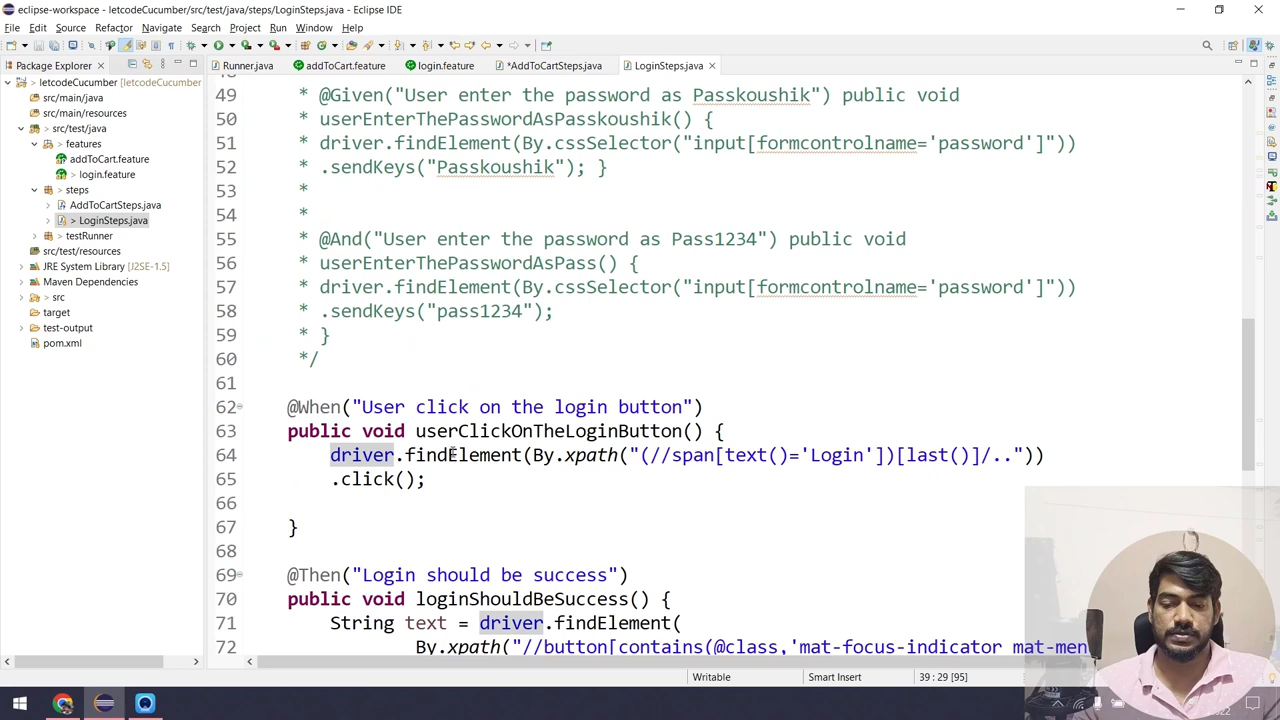 eclipse-workspace - letcodeCucumber/src/test/java/steps/LoginSteps.java - Eclipse IDE
File Edit Source Refactor Navigate Search Project Run Window Help
Package Explorer
Runner.java addToCart.feature login.feature *AddToCartSteps.java LoginSteps.java
letcodeCucumber (letcodeCucumber)
src/main/java
src/main/resources
src/test/java
features
addToCart.feature
> login.feature
steps
AddToCartSteps.java
> LoginSteps.java
> testRunner
src/test/resources
JRE System Library [J2SE-1.5]
Maven Dependencies
> src
target
test-output
pom.xml
49 * @Given("User enter the password as Passkoushik") public void
50 * userEnterThePasswordAsPasskoushik() {
51 * driver.findElement(By.cssSelector("input[formcontrolname='password']"))
52 * .sendKeys("Passkoushik"); }
53 *
54 *
55 * @And("User enter the password as Pass1234") public void
56 * userEnterThePasswordAsPass() {
57 * driver.findElement(By.cssSelector("input[formcontrolname='password']"))
58 * .sendKeys("pass1234");
59 * }
60 */
61
62 @When("User click on the login button")
63 public void userClickOnTheLoginButton() {
64 driver.findElement(By.xpath("(//span[text()='Login'])[last()]/.."))
65 .click();
66
67 }
68
69 @Then("Login should be success")
70 public void loginShouldBeSuccess() {
71 String text = driver.findElement(
72 By.xpath("//button[contains(@class,'mat-focus-indicator mat-men
Writable Smart Insert 39 : 29 [95]